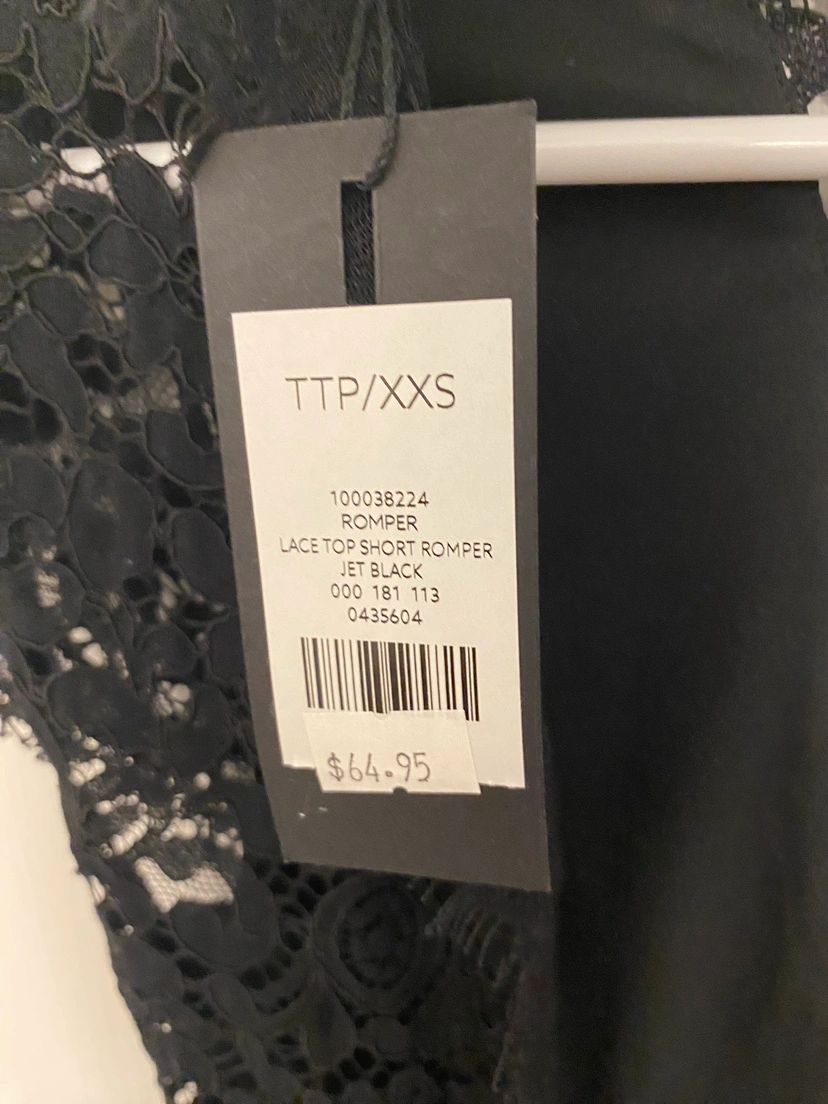 TTP/XXS
100038224
ROMPER
LACE TOP SHORT ROMPER
JET BLACK
000 181 113
0435604
$64.95